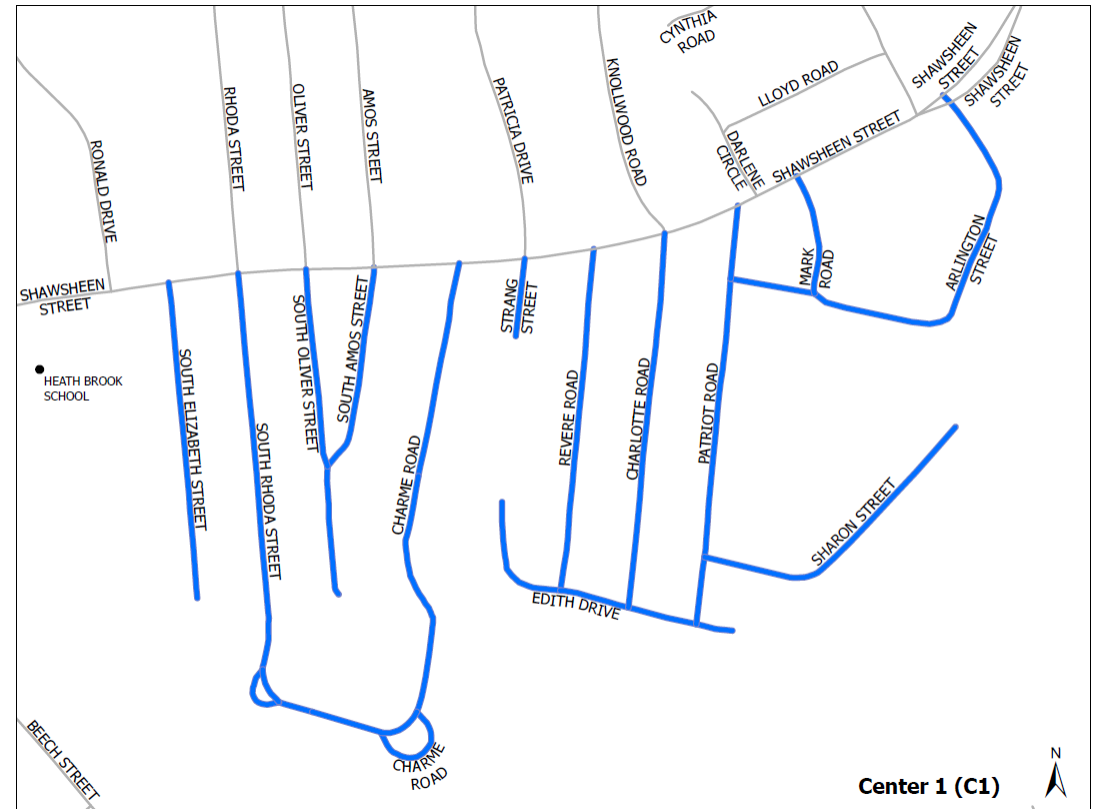 CYNTHIA
ROAD
SHAWSHEEN
STREET
SHAWSHEEN
STREET
LLOYD ROAD
KNOLLWOOD ROAD
PATRICIA DRIVE
AMOS STREET
OLIVER STREET
RHODA STREET
RONALD DRIVE
DARLENE
CIRCLE
SHAWSHEEN STREET
ARLINGTON
STREET
MARK
ROAD
SHAWSHEEN
STREET
STRANG
STREET
SOUTH AMOS STREET
SOUTH OLIVER STREET
HEATH BROOK
SCHOOL
SOUTH ELIZABETH STREET
SOUTH RHODA STREET
CHARME ROAD
REVERE ROAD
CHARLOTTE ROAD
PATRIOT ROAD
SHARON STREET
EDITH DRIVE
BEECH STREET
CHARME
ROAD
N
Center 1 (C1)